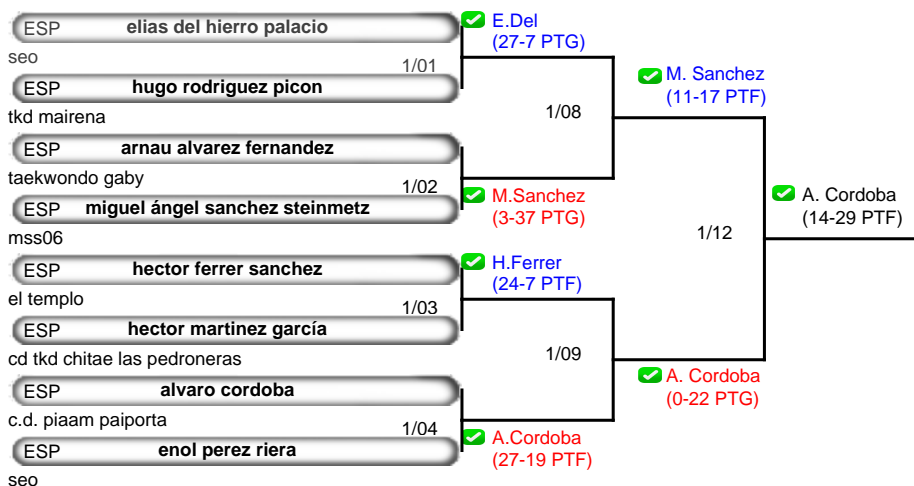 ESP elias del hierro palacio
seo
1/01
ESP hugo rodriguez picon
tkd mairena
ESP arnau alvarez fernandez
taekwondo gaby
1/02
ESP miguel ángel sanchez steinmetz
mss06
ESP hector ferrer sanchez
el templo
1/03
ESP hector martinez garcía
cd tkd chitae las pedroneras
ESP alvaro cordoba
c.d. piaam paiporta
1/04
ESP enol perez riera
seo
E.Del
(27-7 PTG)
1/08
M.Sanchez
(3-37 PTG)
H.Ferrer
(24-7 PTF)
1/09
A.Cordoba
(27-19 PTF)
M. Sanchez
(11-17 PTF)
1/12
A. Cordoba
(0-22 PTG)
A. Cordoba
(14-29 PTF)